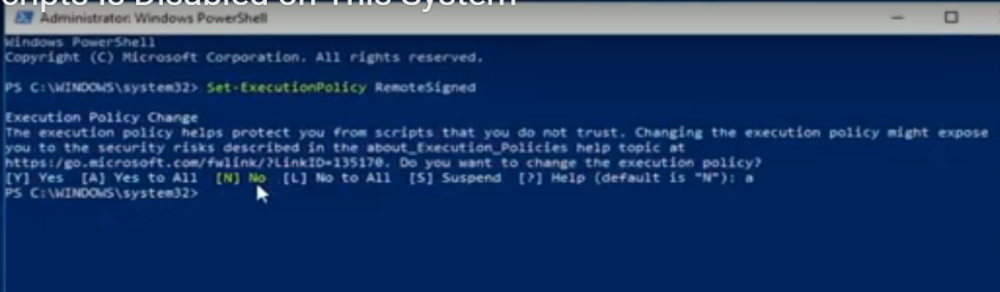 cripts is Disabled on This System
Administrator: Windows PowerShell
Windows PowerShell
Copyright (C) Microsoft Corporation. All rights reserved.
PS C:\WINDOWS\system32> Set-ExecutionPolicy RemoteSigned
Execution Policy Change
The execution policy helps protect you from scripts that you do not trust. Changing the execution policy might expose
you to the security risks described in the about_Execution_Policies help topic at
https:/go.microsoft.com/fwlink/?LinkID=135170. Do you want to change the execution policy?
[Y] Yes  [A] Yes to All  [N] No  [L] No to All  [S] Suspend  [?] Help (default is "N"): a
PS C:\WINDOWS\system32>